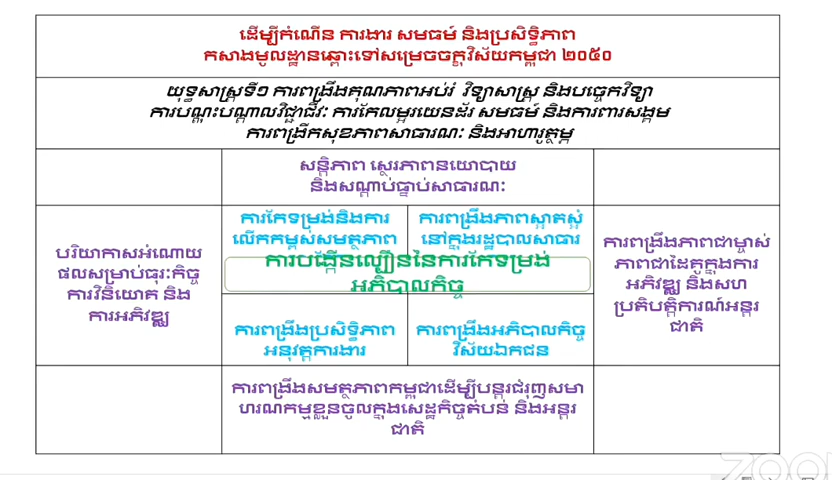 ដើម្បីកំណើន ការងារ សមធម៌ និងប្រសិទ្ធិភាព
កសាងមូលដ្ឋានឆ្ពោះទៅសម្រេចចក្ខុវិស័យកម្ពុជា ២០៥០
យុទ្ធសាស្ត្រទី១ ការពង្រឹងគុណភាពអប់រំ វិទ្យាសាស្ត្រ និងបច្ចេកវិទ្យា
ការបណ្តុះបណ្តាលវិជ្ជាជីវៈ ការកែលម្អរយេនឌ័រ សមធម៌ និងការពារសង្គម
ការពង្រីកសុខភាពសាធារណៈ និងអាហារូត្ថម្ភ
សន្តិភាព ស្ថេរភាពនយោបាយ
និងសណ្តាប់ធ្នាប់សាធារណៈ
បរិយាកាសអំណោយ
ផលសម្រាប់ធុរៈកិច្ច
ការវិនិយោគ និង
ការអភិវឌ្ឍ
ការកែទម្រង់និងការ
លើកកម្ពស់សមត្ថភាព
ការពង្រឹងភាពស្អាតស្អំ
នៅក្នុងរដ្ឋបាលសាធារ
ការបង្កើនល្បឿននៃការកែទម្រង់
អភិបាលកិច្ច
ការពង្រឹងប្រសិទ្ធិភាព
អនុវត្តការងារ
ការពង្រឹងអភិបាលកិច្ច
វិស័យឯកជន
ការពង្រឹងភាពជាម្ចាស់
ភាពជាដៃគូក្នុងការ
អភិវឌ្ឍ និងសហ
ប្រតិបត្តិការណ៍អន្តរ
ជាតិ
ការពង្រឹងសមត្ថភាពកម្ពុជាដើម្បីបន្តរជំរុញសមា
ហរណកម្មខ្លួនចូលក្នុងសេដ្ឋកិច្ចតំបន់ និងអន្តរ
ជាតិ
zoom